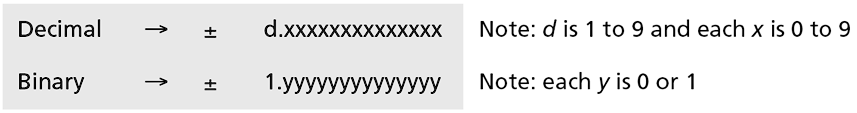 Decimal → ± d.xxxxxxxxxxxxxx Note: d is 1 to 9 and each x is 0 to 9
Binary → ± 1.yyyyyyyyyyyyyy Note: each y is 0 or 1